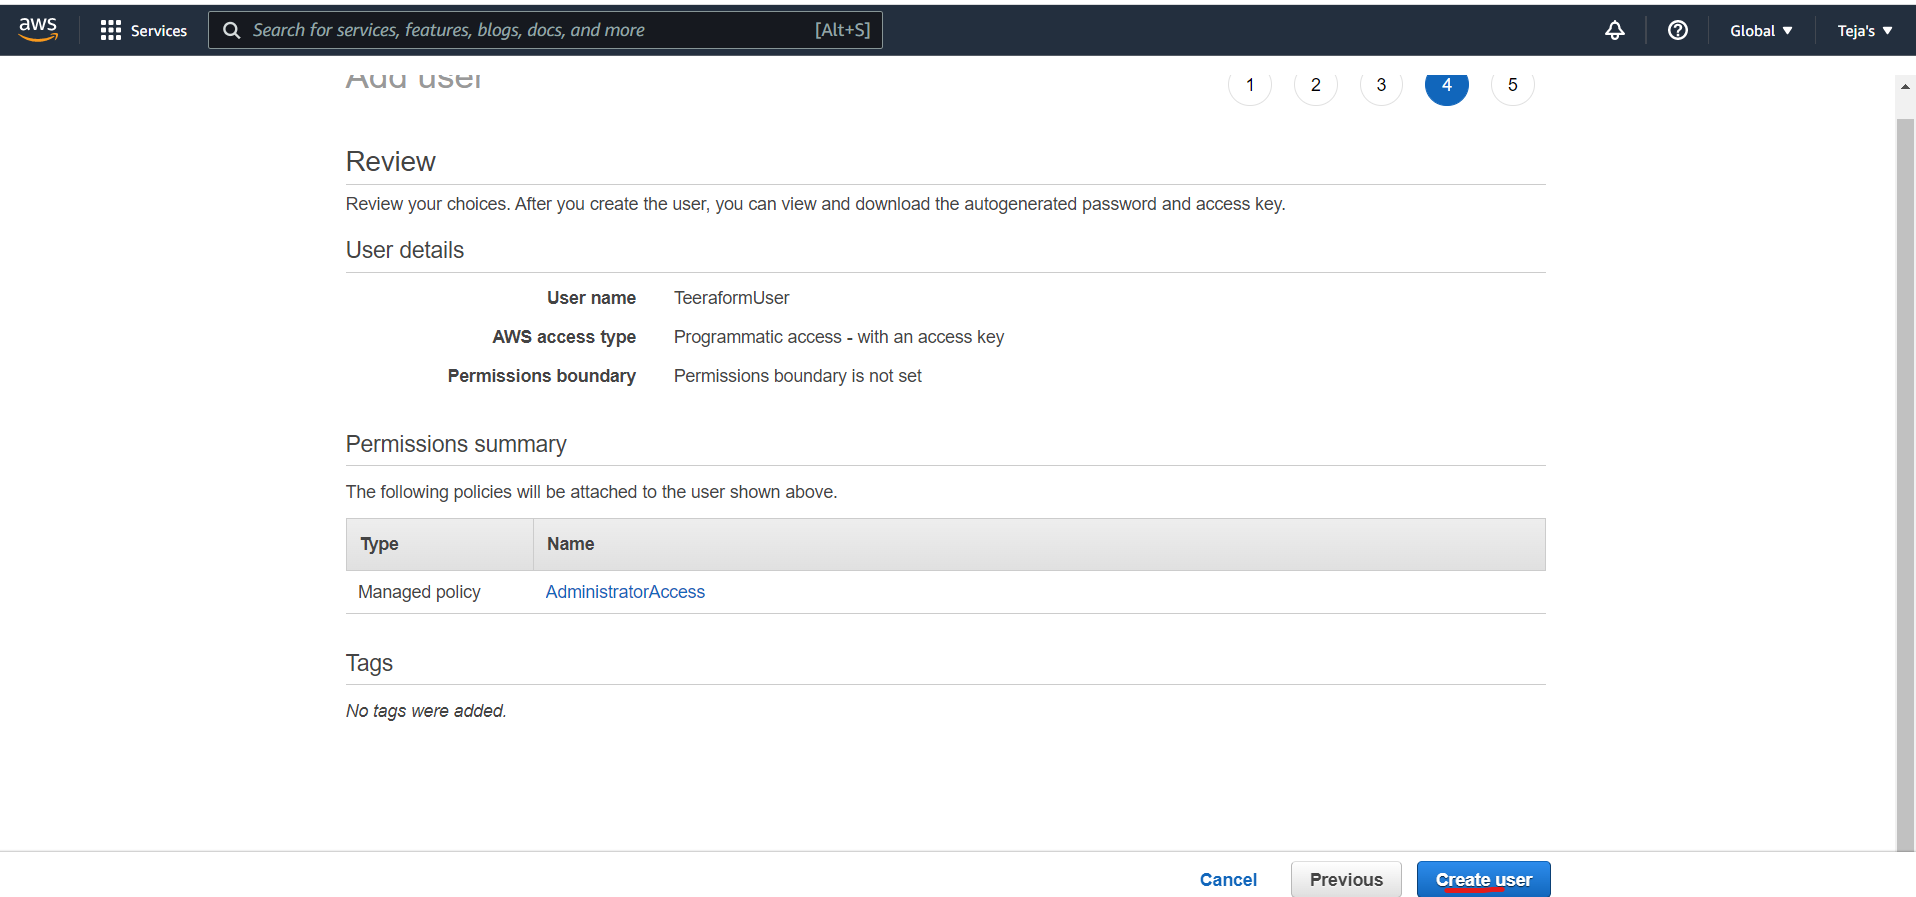 aws Services Search for services, features, blogs, docs, and more [Alt+S] Global Teja's
Add user 1 2 3 4 5
Review
Review your choices. After you create the user, you can view and download the autogenerated password and access key.
User details
User name TeeraformUser
AWS access type Programmatic access - with an access key
Permissions boundary Permissions boundary is not set
Permissions summary
The following policies will be attached to the user shown above.
Type Name
Managed policy AdministratorAccess
Tags
No tags were added.
Cancel Previous Create user